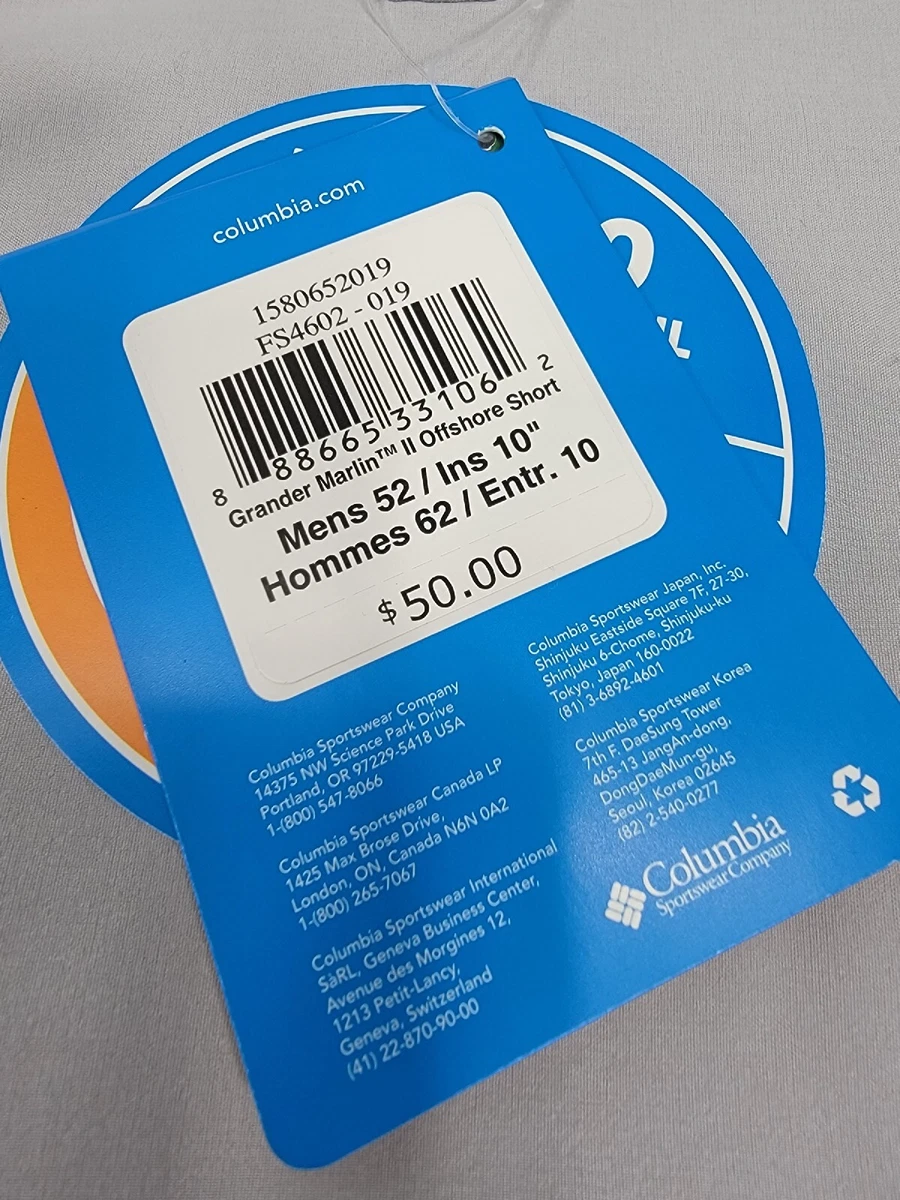 columbia.com
1580652019
FS4602 - 019
8 88665 33106 2
Grander Marlin™ II Offshore Short
Mens 52 / Ins 10"
Hommes 62 / Entr. 10
$50.00
Columbia Sportswear Company
14375 NW Science Park Drive
Portland, OR 97229-5418 USA
1-(800) 547-8066
Columbia Sportswear Canada LP
1425 Max Brose Drive,
London, ON, Canada N6N 0A2
1-(800) 265-7067
Columbia Sportswear International
SàRL, Geneva Business Center,
Avenue des Morgines 12,
1213 Petit-Lancy,
Geneva, Switzerland
(41) 22-870-90-00
Columbia Sportswear Japan, Inc.
Shinjuku Eastside Square 7F, 27-30,
Shinjuku 6-Chome, Shinjuku-ku
Tokyo, Japan 160-0022
(81) 3-6892-4601
Columbia Sportswear Korea
7th F. DaeSung Tower
465-13 JangAn-dong,
DongDaeMun-gu,
Seoul, Korea 02645
(82) 2-540-0277
Columbia
Sportswear Company